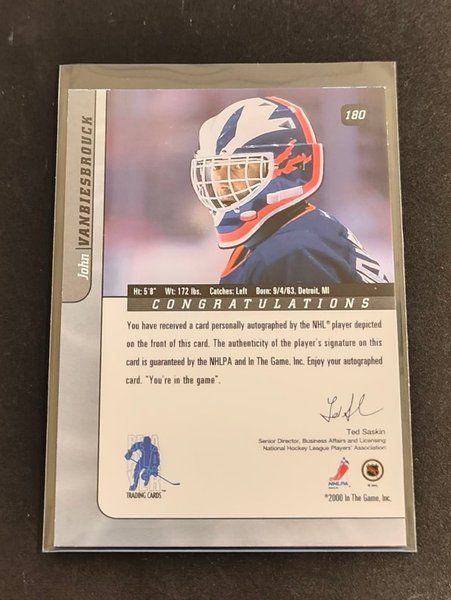 180
John VANBIESBROUCK
Ht: 5'8" Wt: 172 lbs. Catches: Left Born: 9/4/63, Detroit, MI
CONGRATULATIONS
You have received a card personally autographed by the NHL® player depicted
on the front of this card. The authenticity of the player's signature on this
card is guaranteed by the NHLPA and In The Game, Inc. Enjoy your autographed
card. "You're in the game".
Ted Saskin
Senior Director, Business Affairs and Licensing
National Hockey League Players' Association
TRADING CARDS
NHLPA
©2000 In The Game, Inc.